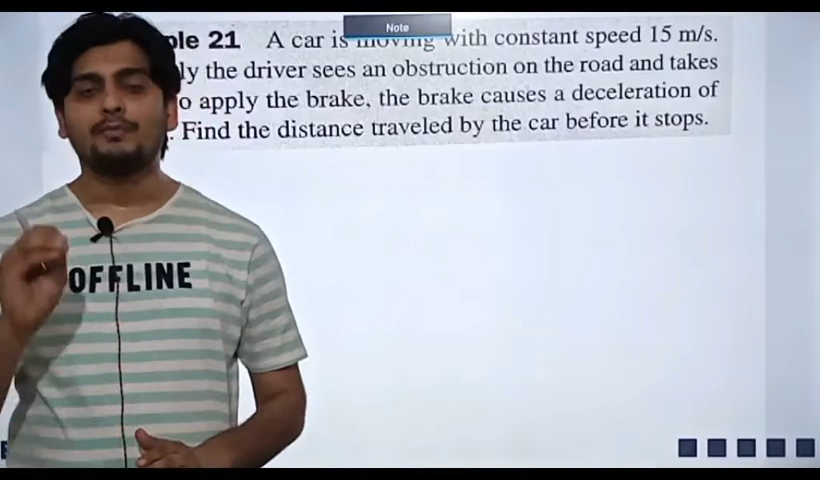 Note
ple 21 A car is moving with constant speed 15 m/s.
ly the driver sees an obstruction on the road and takes
o apply the brake, the brake causes a deceleration of
. Find the distance traveled by the car before it stops.
OFFLINE